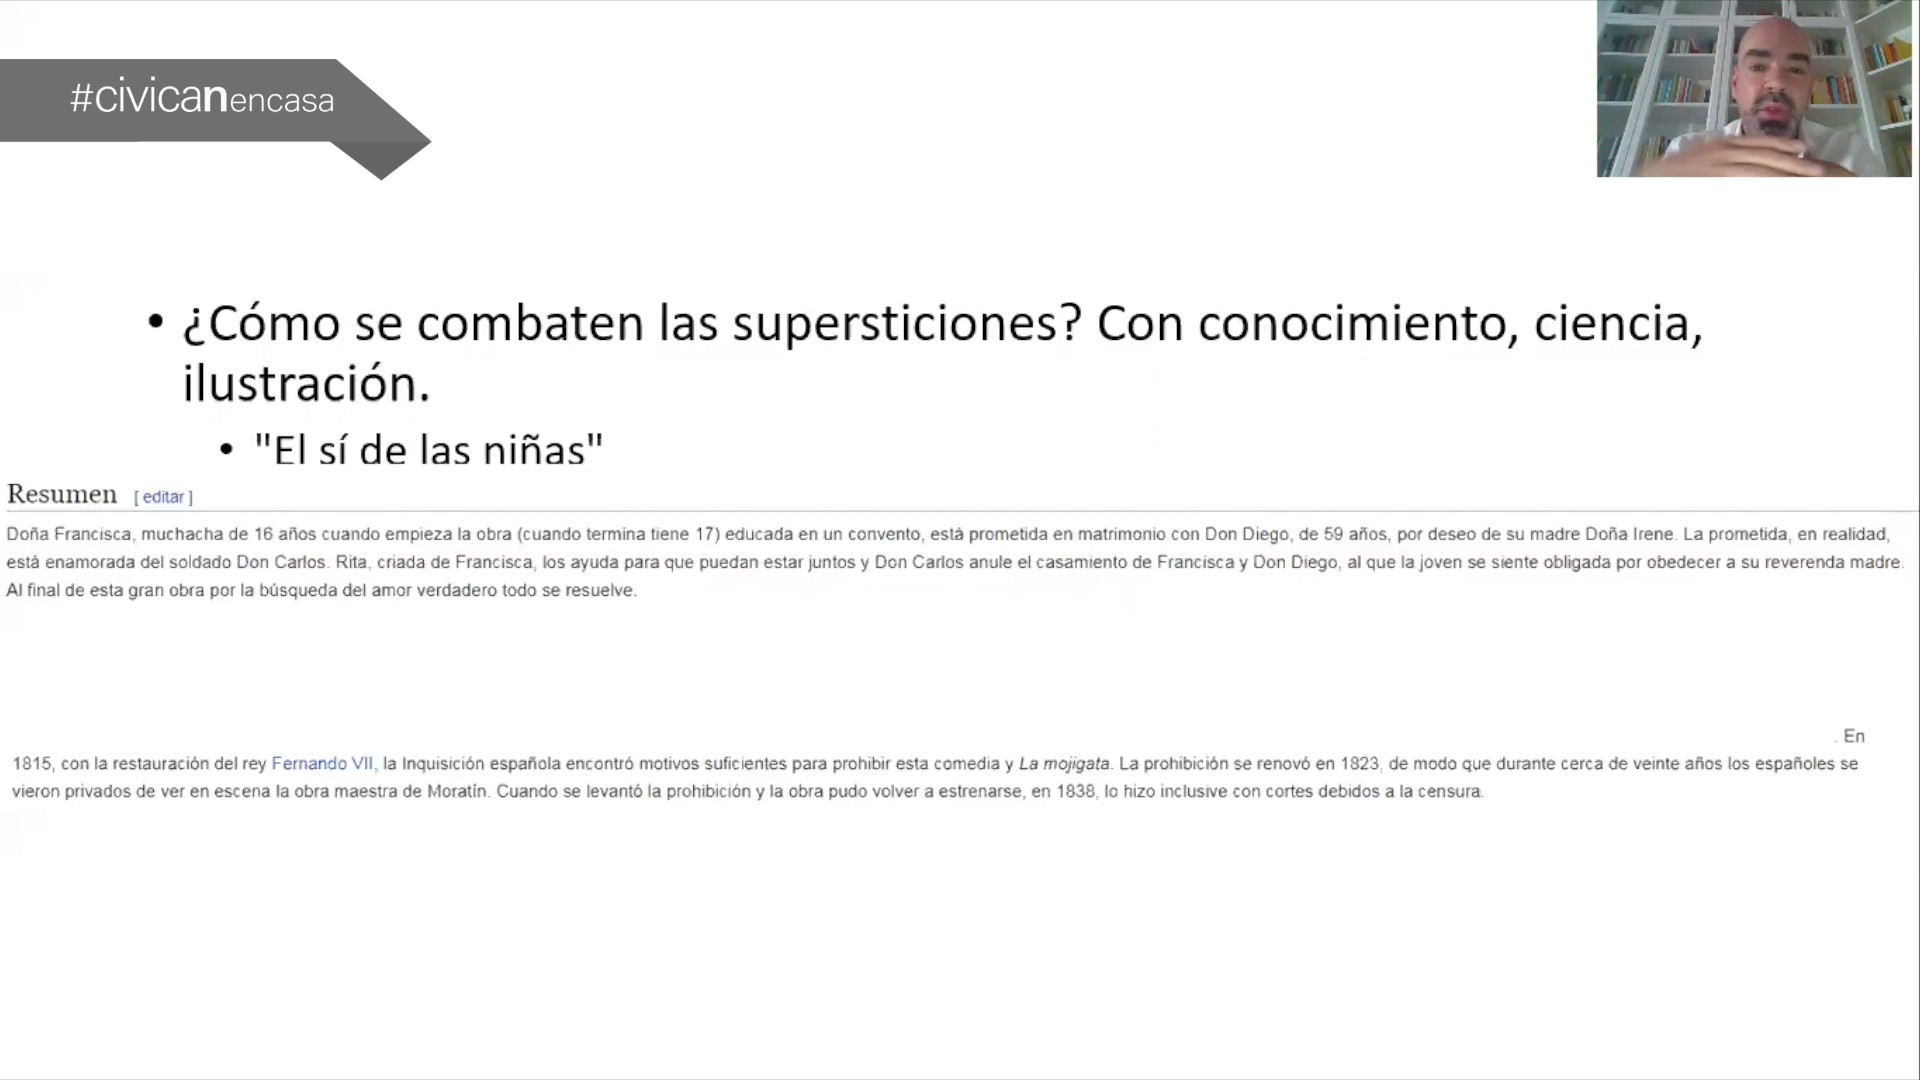 #civicanencasa
• ¿Cómo se combaten las supersticiones? Con conocimiento, ciencia,
ilustración.
• "El sí de las niñas"
Resumen [ editar ]
Doña Francisca, muchacha de 16 años cuando empieza la obra (cuando termina tiene 17) educada en un convento, está prometida en matrimonio con Don Diego, de 59 años, por deseo de su madre Doña Irene. La prometida, en realidad,
está enamorada del soldado Don Carlos. Rita, criada de Francisca, los ayuda para que puedan estar juntos y Don Carlos anule el casamiento de Francisca y Don Diego, al que la joven se siente obligada por obedecer a su reverenda madre.
Al final de esta gran obra por la búsqueda del amor verdadero todo se resuelve.
. En
1815, con la restauración del rey Fernando VII, la Inquisición española encontró motivos suficientes para prohibir esta comedia y La mojigata. La prohibición se renovó en 1823, de modo que durante cerca de veinte años los españoles se
vieron privados de ver en escena la obra maestra de Moratín. Cuando se levantó la prohibición y la obra pudo volver a estrenarse, en 1838, lo hizo inclusive con cortes debidos a la censura.